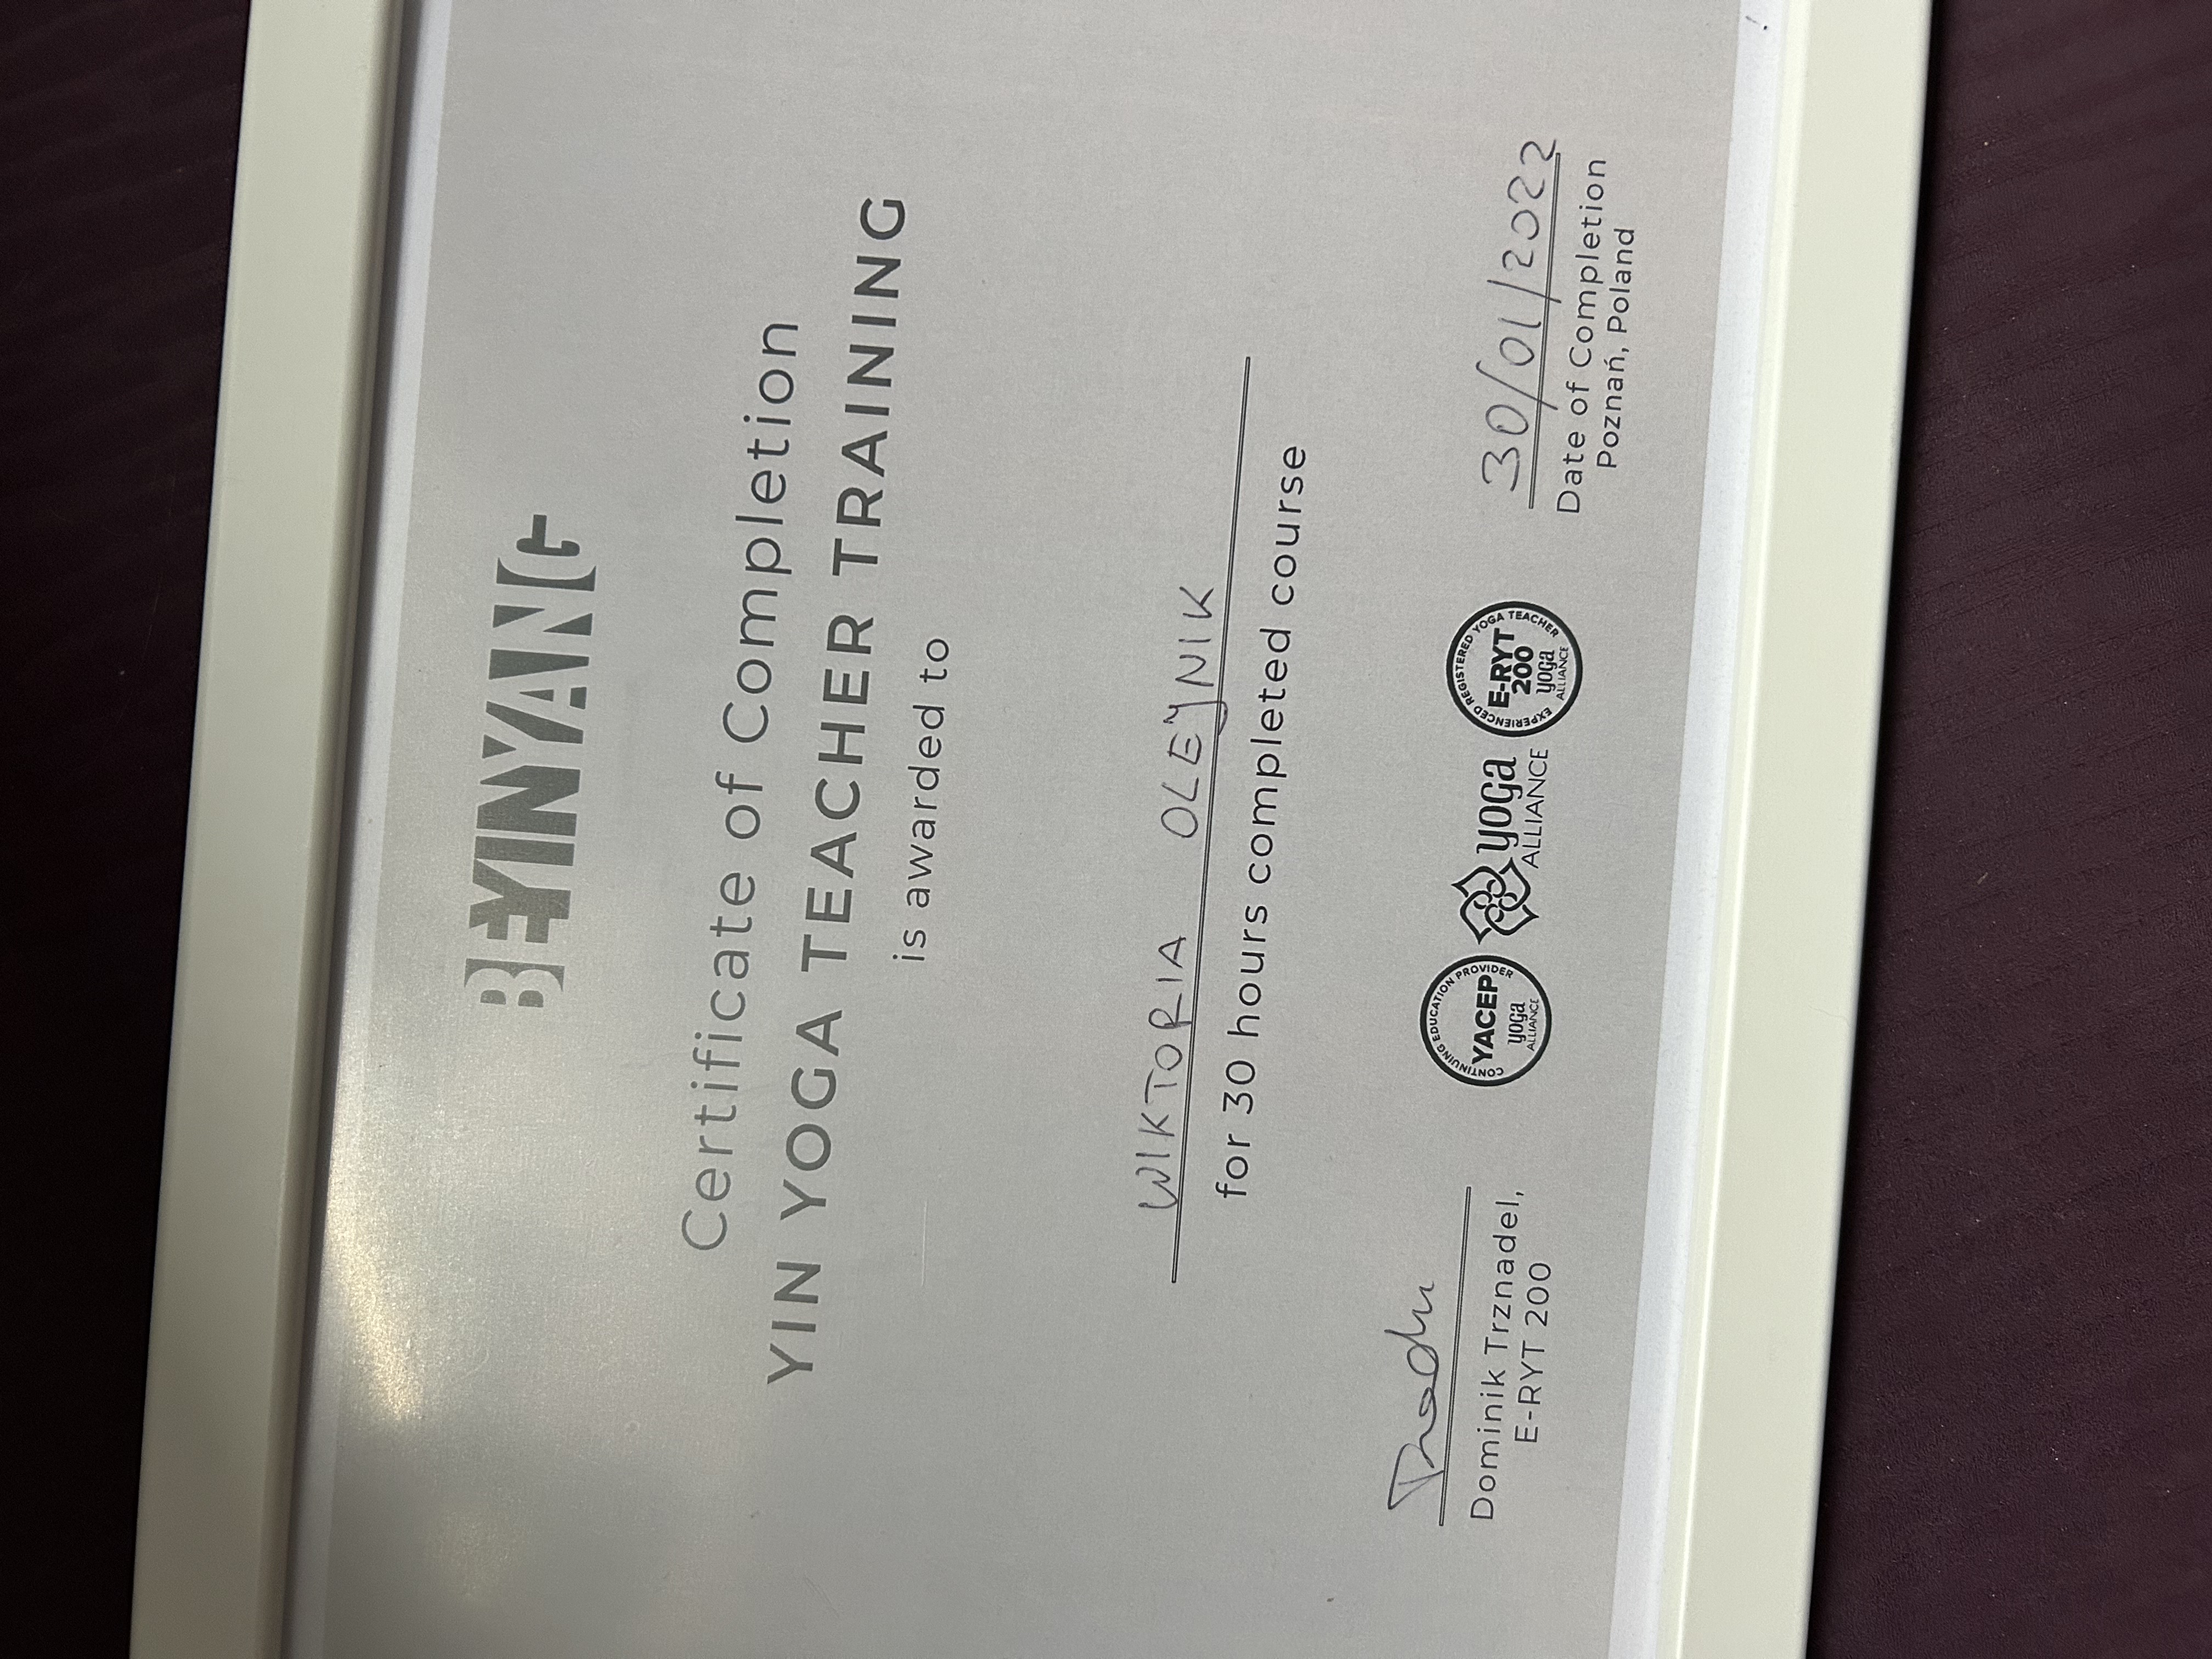 BEYINYANG
Certificate of Completion
YIN YOGA TEACHER TRAINING
is awarded to
WIKTORIA OLEYNIK
for 30 hours completed course
Dominik Trznadel,
E-RYT 200
CONTINUING EDUCATION PROVIDER
YACEP
yoga
ALLIANCE
yoga
ALLIANCE
EXPERIENCED REGISTERED YOGA TEACHER
E-RYT
200
yoga
ALLIANCE
30/01/2022
Date of Completion
Poznań, Poland